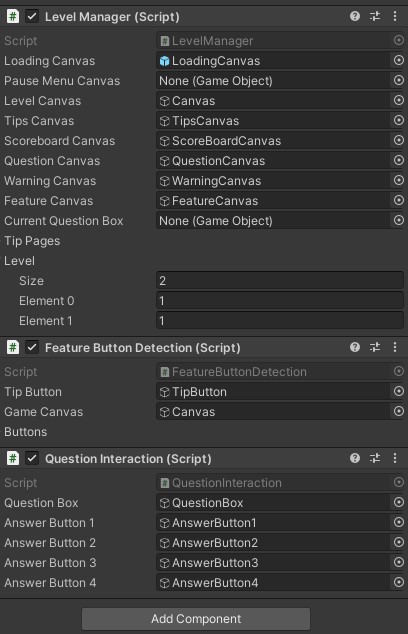 Level Manager (Script)
Script LevelManager
Loading Canvas LoadingCanvas
Pause Menu Canvas None (Game Object)
Level Canvas Canvas
Tips Canvas TipsCanvas
Scoreboard Canvas ScoreBoardCanvas
Question Canvas QuestionCanvas
Warning Canvas WarningCanvas
Feature Canvas FeatureCanvas
Current Question Box None (Game Object)
Tip Pages
Level
Size 2
Element 0 1
Element 1 1
Feature Button Detection (Script)
Script FeatureButtonDetection
Tip Button TipButton
Game Canvas Canvas
Buttons
Question Interaction (Script)
Script QuestionInteraction
Question Box QuestionBox
Answer Button 1 AnswerButton1
Answer Button 2 AnswerButton2
Answer Button 3 AnswerButton3
Answer Button 4 AnswerButton4
Add Component